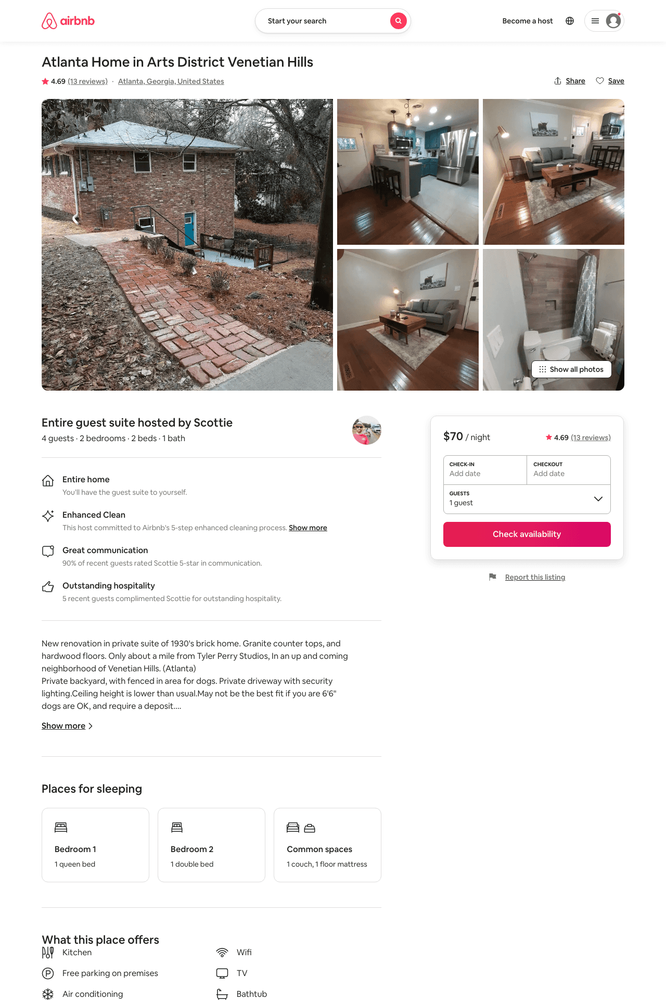 airbnb
Start your search
Become a host
Atlanta Home in Arts District Venetian Hills
4.69 (13 reviews) · Atlanta, Georgia, United States
Share
Save
Show all photos
Entire guest suite hosted by Scottie
4 guests · 2 bedrooms · 2 beds · 1 bath
Entire home
You'll have the guest suite to yourself.
Enhanced Clean
This host committed to Airbnb's 5-step enhanced cleaning process. Show more
Great communication
90% of recent guests rated Scottie 5-star in communication.
Outstanding hospitality
5 recent guests complimented Scottie for outstanding hospitality.
$70 / night
4.69 (13 reviews)
CHECK-IN
Add date
CHECKOUT
Add date
GUESTS
1 guest
Check availability
Report this listing
New renovation in private suite of 1930's brick home. Granite counter tops, and
hardwood floors. Only about a mile from Tyler Perry Studios, In an up and coming
neighborhood of Venetian Hills. (Atlanta)
Private backyard, with fenced in area for dogs. Private driveway with security
lighting.Ceiling height is lower than usual.May not be the best fit if you are 6'6"
dogs are OK, and require a deposit....
Show more
Places for sleeping
Bedroom 1
1 queen bed
Bedroom 2
1 double bed
Common spaces
1 couch, 1 floor mattress
What this place offers
Kitchen
Wifi
Free parking on premises
TV
Air conditioning
Bathtub